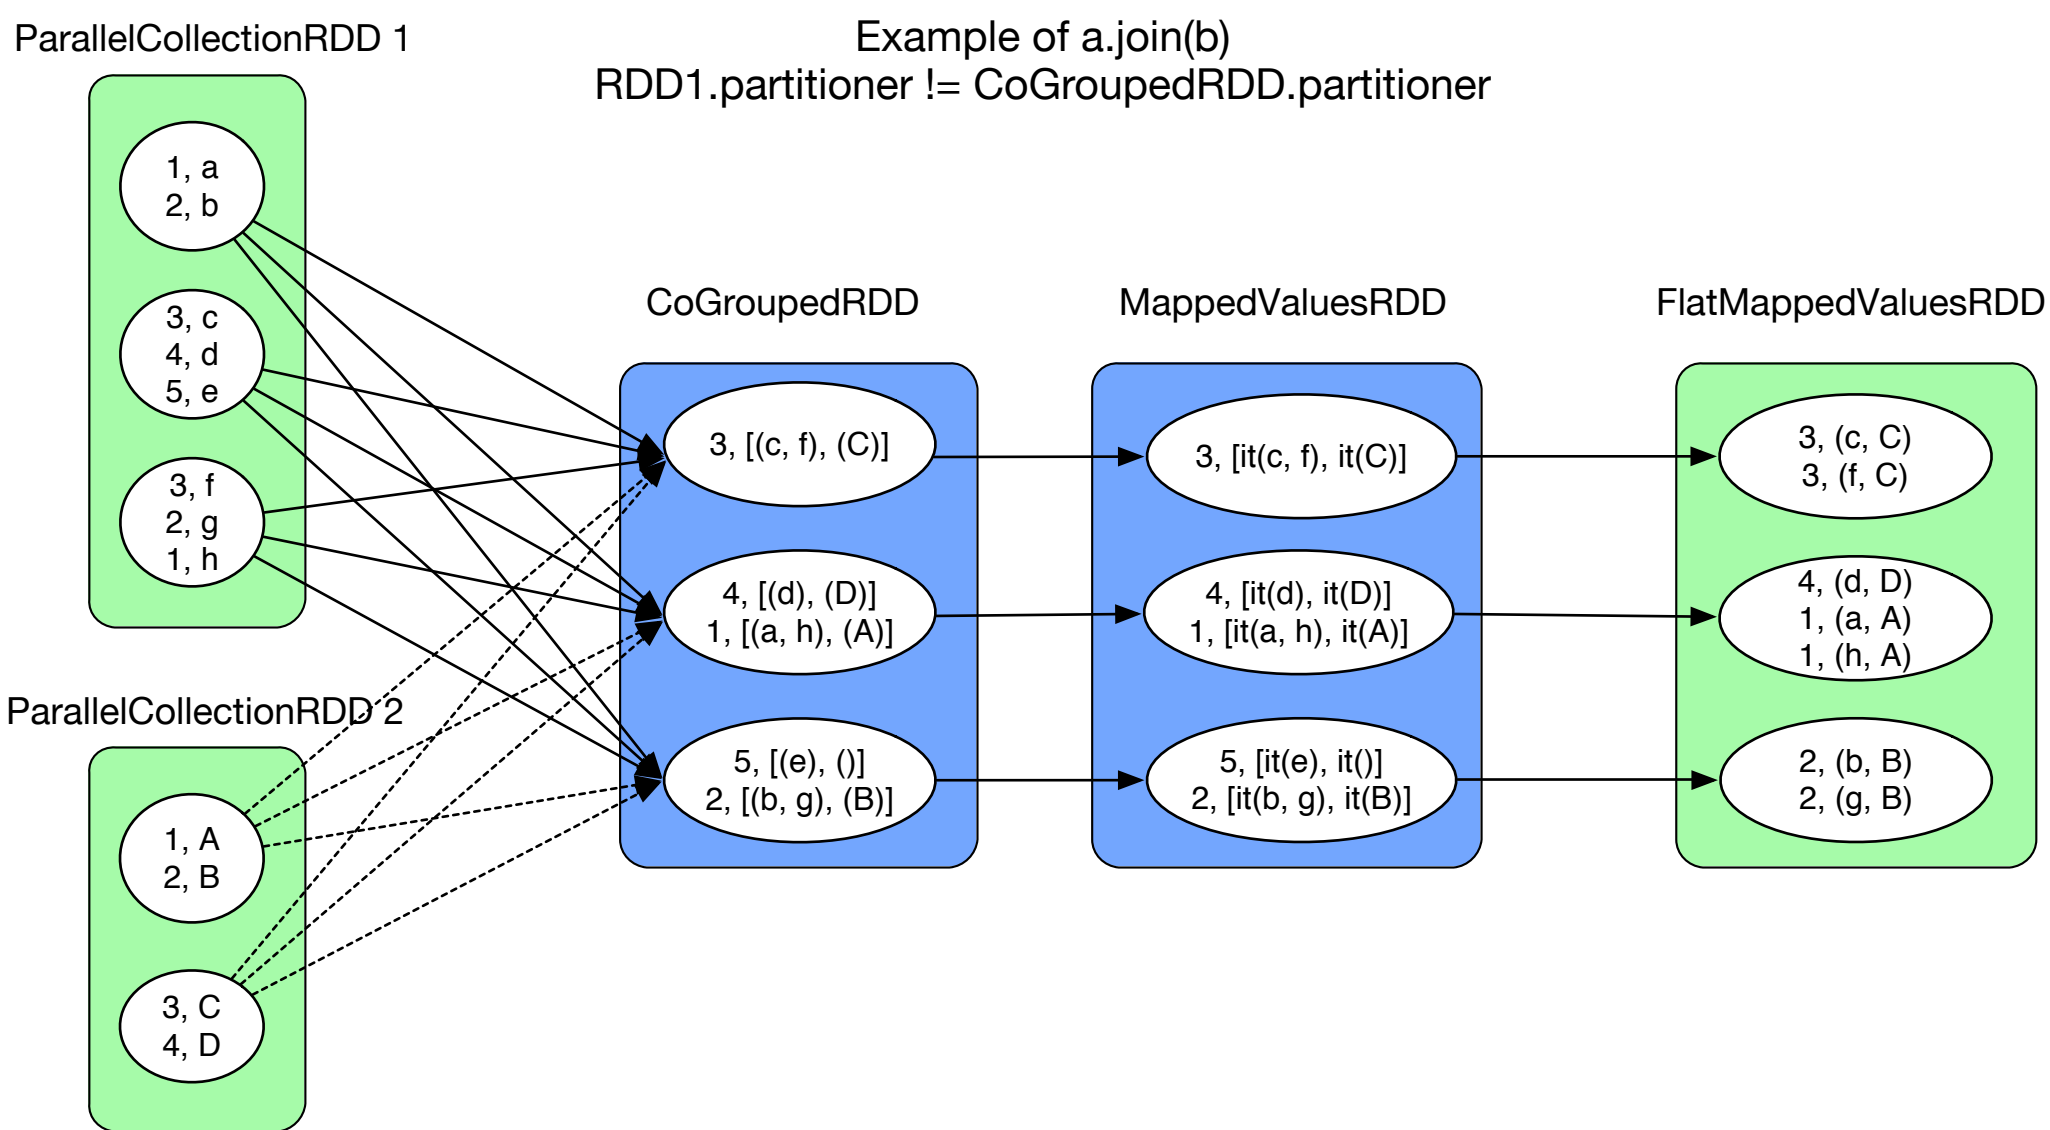 ParallelCollectionRDD 1
Example of a.join(b)
RDD1.partitioner != CoGroupedRDD.partitioner
1, a
2, b
3, c
4, d
5, e
3, f
2, g
1, h
ParallelCollectionRDD 2
1, A
2, B
3, C
4, D
CoGroupedRDD
3, [(c, f), (C)]
4, [(d), (D)]
1, [(a, h), (A)]
5, [(e), ()]
2, [(b, g), (B)]
MappedValuesRDD
3, [it(c, f), it(C)]
4, [it(d), it(D)]
1, [it(a, h), it(A)]
5, [it(e), it()]
2, [it(b, g), it(B)]
FlatMappedValuesRDD
3, (c, C)
3, (f, C)
4, (d, D)
1, (a, A)
1, (h, A)
2, (b, B)
2, (g, B)